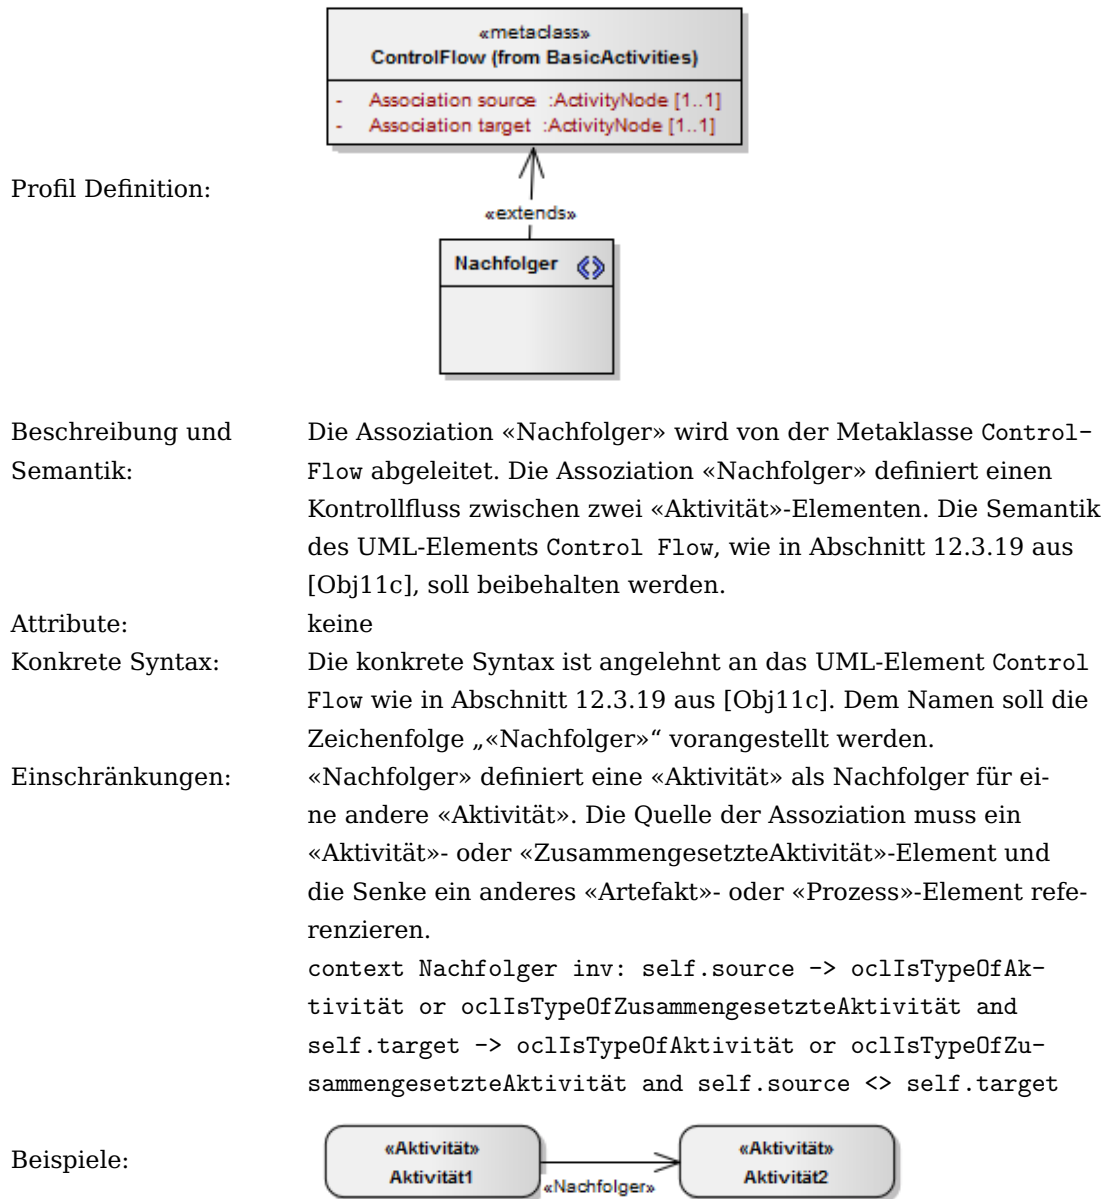 «metaclass»
ControlFlow (from BasicActivities)
- Association source :ActivityNode [1..1]
- Association target :ActivityNode [1..1]
Profil Definition:
«extends»
Nachfolger
Beschreibung und Semantik:
Die Assoziation «Nachfolger» wird von der Metaklasse Control-
Flow abgeleitet. Die Assoziation «Nachfolger» definiert einen
Kontrollfluss zwischen zwei «Aktivität»-Elementen. Die Semantik
des UML-Elements Control Flow, wie in Abschnitt 12.3.19 aus
[Obj11c], soll beibehalten werden.
Attribute: keine
Konkrete Syntax: Die konkrete Syntax ist angelehnt an das UML-Element Control
Flow wie in Abschnitt 12.3.19 aus [Obj11c]. Dem Namen soll die
Zeichenfolge „«Nachfolger»“ vorangestellt werden.
Einschränkungen: «Nachfolger» definiert eine «Aktivität» als Nachfolger für ei-
ne andere «Aktivität». Die Quelle der Assoziation muss ein
«Aktivität»- oder «ZusammengesetzteAktivität»-Element und
die Senke ein anderes «Artefakt»- oder «Prozess»-Element refe-
renzieren.
context Nachfolger inv: self.source -> oclIsTypeOfAk-
tivität or oclIsTypeOfZusammengesetzteAktivität and
self.target -> oclIsTypeOfAktivität or oclIsTypeOfZu-
sammengesetzteAktivität and self.source <> self.target
Beispiele:
«Aktivität»
Aktivität1
«Nachfolger»
«Aktivität»
Aktivität2